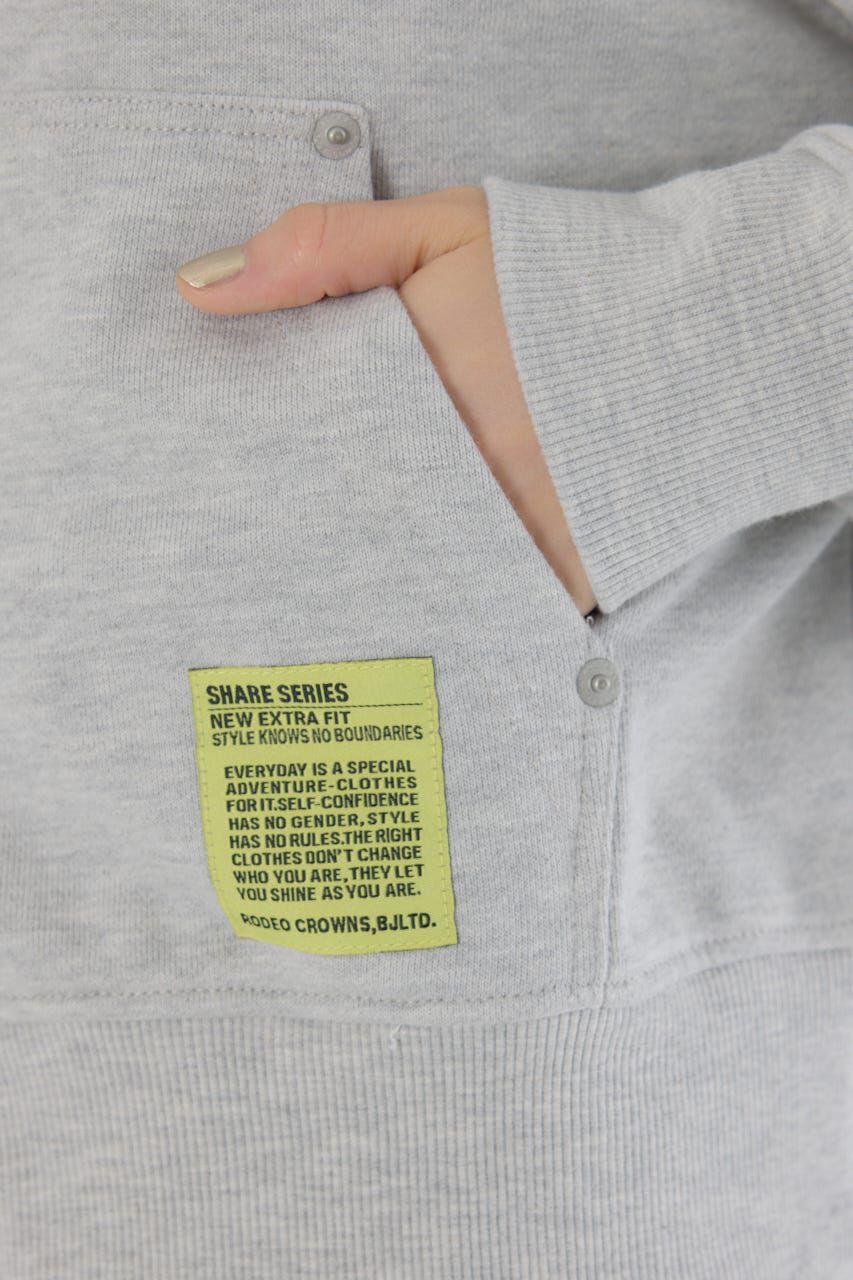 SHARE SERIES
NEW EXTRA FIT
STYLE KNOWS NO BOUNDARIES
EVERYDAY IS A SPECIAL
ADVENTURE-CLOTHES
FOR IT.SELF-CONFIDENCE
HAS NO GENDER, STYLE
HAS NO RULES.THE RIGHT
CLOTHES DON'T CHANGE
WHO YOU ARE, THEY LET
YOU SHINE AS YOU ARE.
RODEO CROWNS,BJLTD.